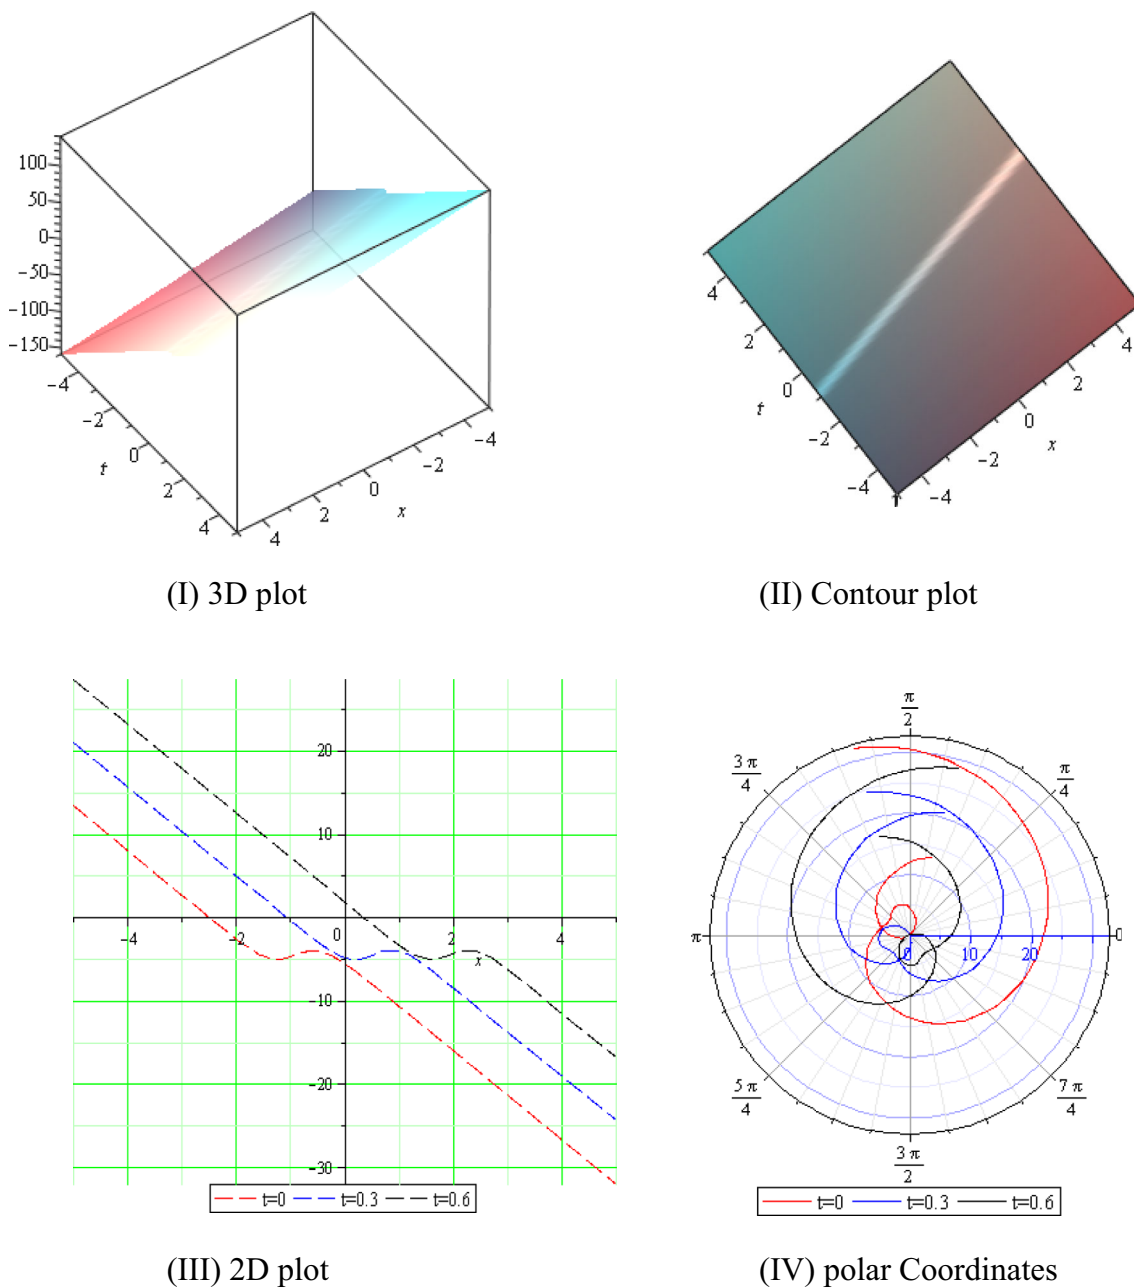 100
50
0
−50
−100
−150
−4
−2
0
2
4
t
4
2
0
−2
−4
x
(I) 3D plot
4
2
0
−2
−4
t
−4
−2
0
2
4
x
(II) Contour plot
20
10
−4
−2
0
2
4
x
−10
−20
−30
t=0 t=0.3 t=0.6
(III) 2D plot
π/2
3π/4
π/4
π
0
10
20
0
5π/4
7π/4
3π/2
t=0 t=0.3 t=0.6
(IV) polar Coordinates